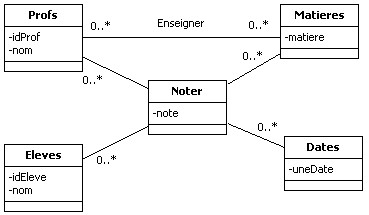 Profs
-idProf
-nom
0..*
Enseigner
0..*
Matieres
-matiere
0..*
0..*
Noter
-note
0..*
0..*
Eleves
-idEleve
-nom
Dates
-uneDate